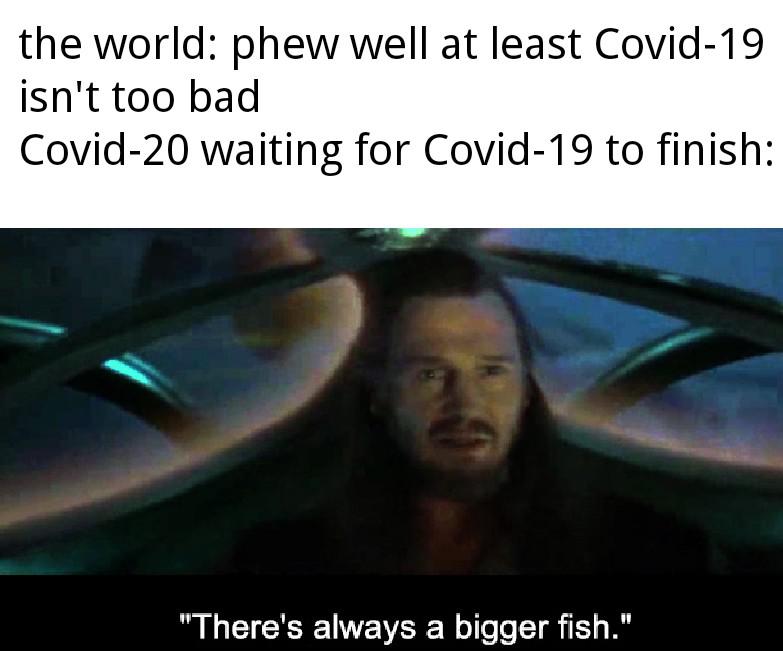 the world: phew well at least Covid-19
isn't too bad
Covid-20 waiting for Covid-19 to finish:
"There's always a bigger fish."